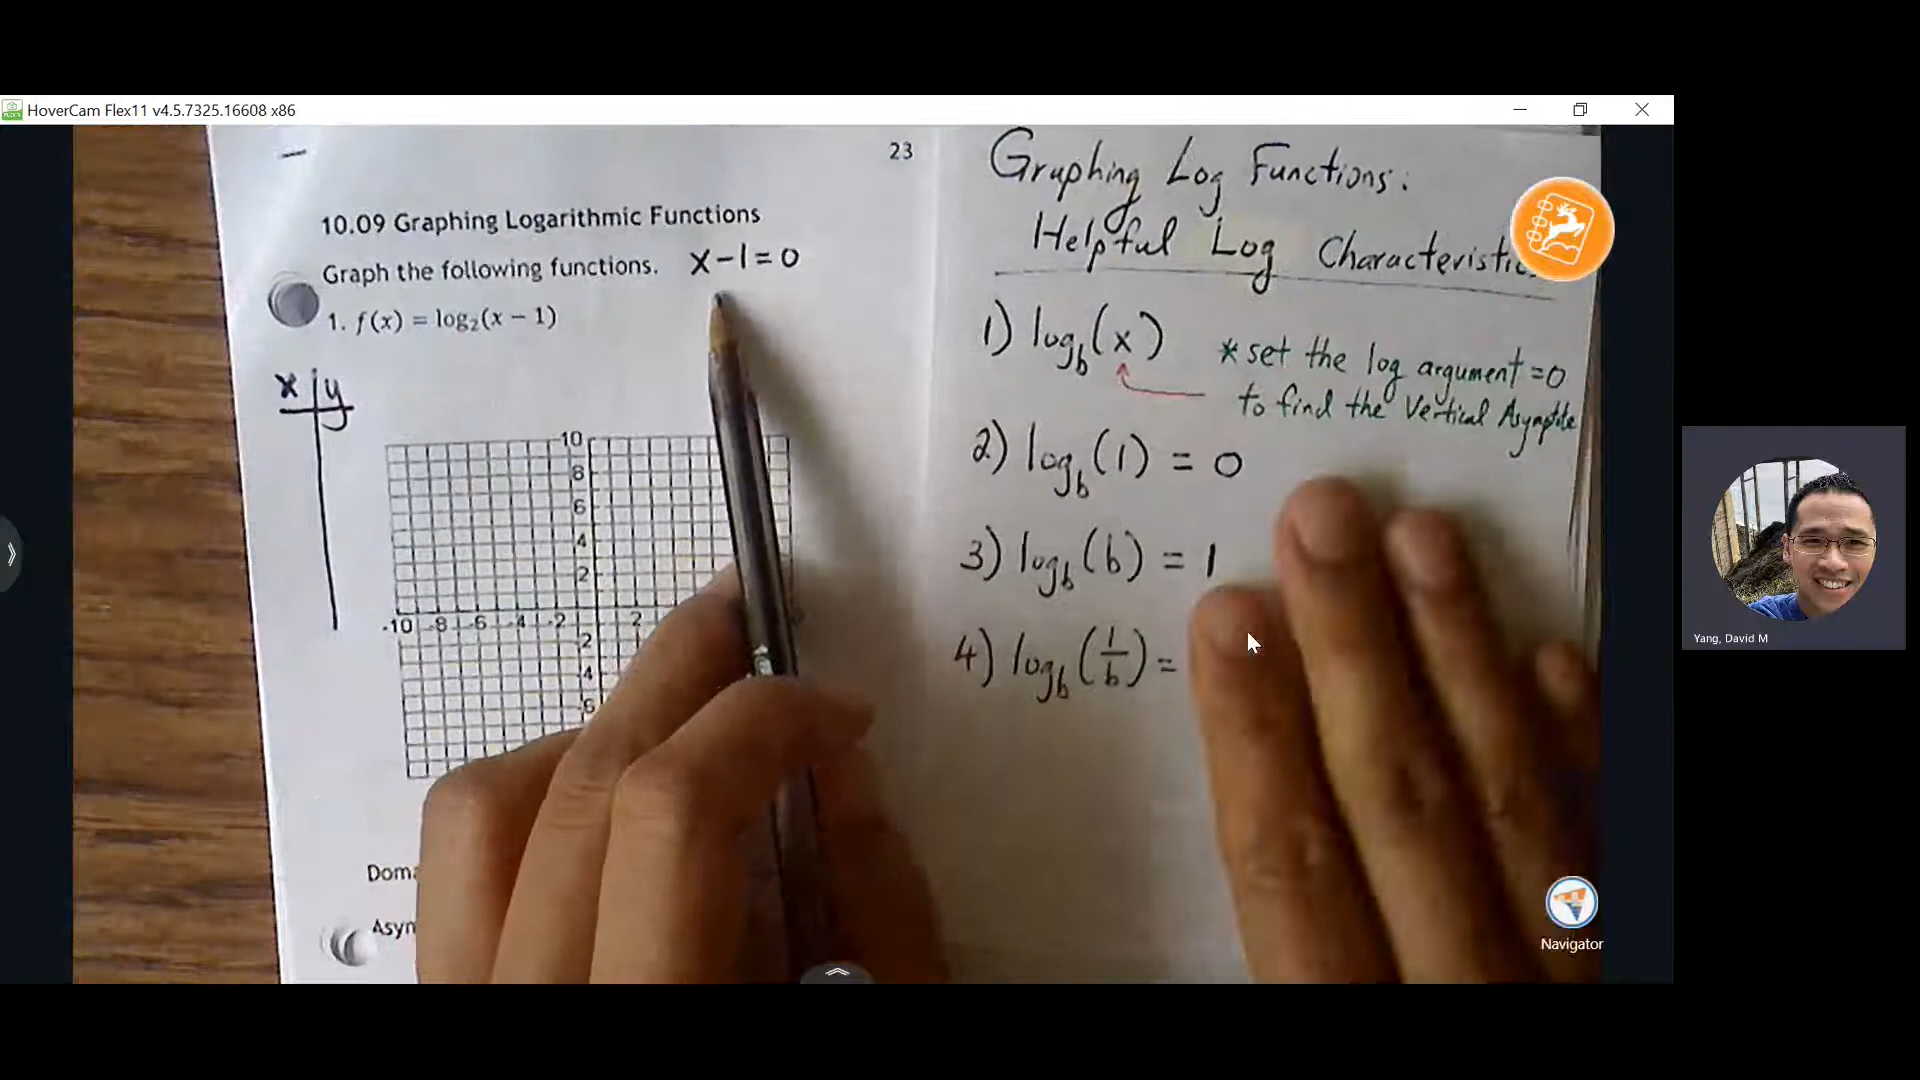 HoverCam Flex11 v4.5.7325.16608 x86
23
10.09 Graphing Logarithmic Functions
Graph the following functions. x-1=0
1. f(x) = log₂(x − 1)
x y
10
8
6
4
2
-10 -8 -6 -4 -2 2
-2
-4
-6
Doma
Asym
Graphing Log Functions:
Helpful Log Characteristic
1) log_b(x)
* set the log argument =0
to find the Vertical Asymptote
2) log_b(1) = 0
3) log_b(b) = 1
4) log_b(1/b) =
Navigator
Yang, David M